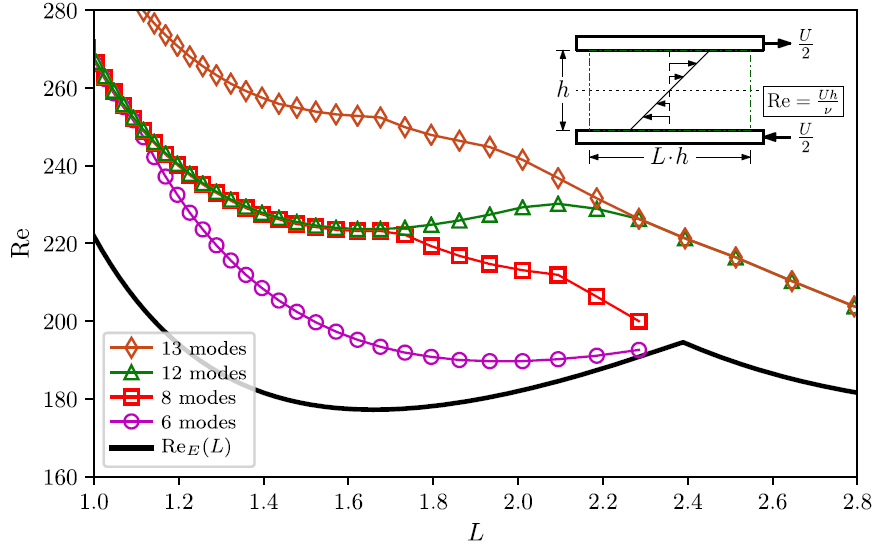 280
260
240
220
200
180
160
Re
1.0 1.2 1.4 1.6 1.8 2.0 2.2 2.4 2.6 2.8
L
13 modes
12 modes
8 modes
6 modes
Re_E(L)
U/2
h
Re = Uh/ν
U/2
L·h